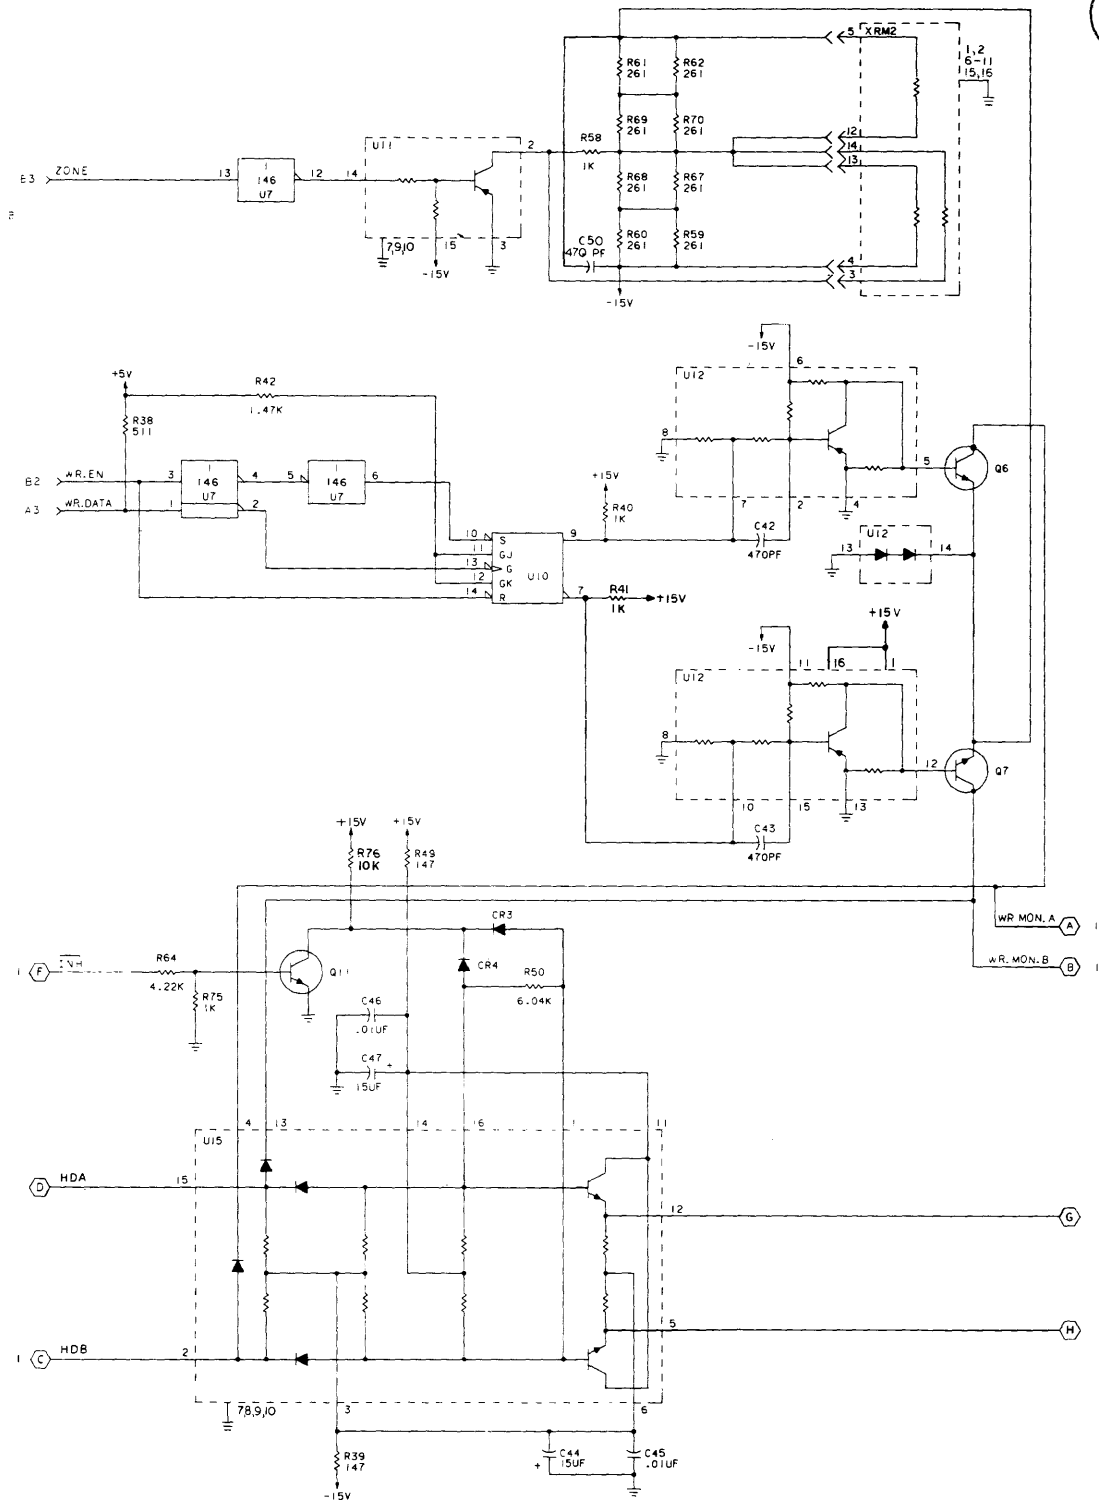 5
XRM2
1,2
6-11
15,16
R61
261
R62
261
R69
261
R70
261
U11
2
R58
1K
12
14
13
E3
ZONE
13
1
146
U7
12
14
R68
261
R67
261
7,9,10
15
3
-15V
C50
470 PF
R60
261
R59
261
4
3
-15V
-15V
6
U12
+5V
R42
1.47K
R38
511
8
5
Q6
B2
WR.EN
3
1
146
U7
4
5
1
146
U7
6
A3
WR.DATA
1
2
+15V
R40
1K
7
2
4
C42
470PF
10
S
11
GJ
13
G
12
GK
14
R
U10
9
7
R41
1K
+15V
U12
13
14
+15V
-15V
11
16
1
U12
8
12
Q7
10
15
13
C43
470PF
+15V
+15V
R76
10K
R49
147
WR MON.A
A
1
CR3
WR.MON.B
B
1
1
F
INH
R64
4.22K
R75
1K
Q11
CR4
R50
6.04K
C46
.01UF
C47
15UF
+
4
13
14
16
1
11
U15
D
HDA
15
12
G
5
H
1
C
HDB
2
7,8,9,10
3
6
R39
147
-15V
C44
15UF
+
C45
.01UF